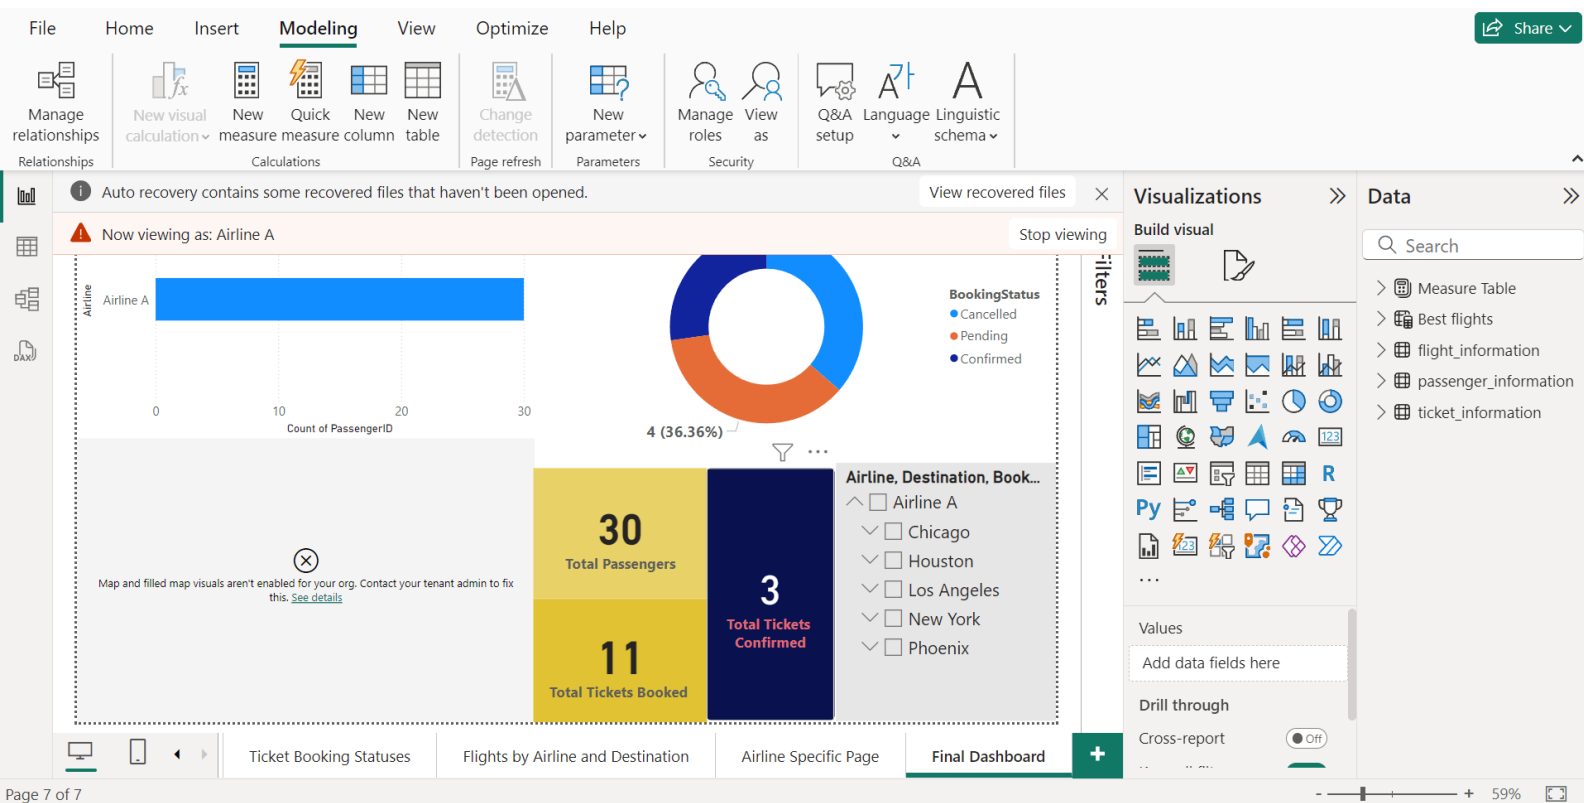 File Home Insert Modeling View Optimize Help Share
Manage relationships
New visual calculation
New measure
Quick measure
New column
New table
Change detection
New parameter
Manage roles
View as
Q&A setup
Language
Linguistic schema
Relationships Calculations Page refresh Parameters Security Q&A
Auto recovery contains some recovered files that haven't been opened. View recovered files
Now viewing as: Airline A Stop viewing
Airline
Airline A
0 10 20 30
Count of PassengerID
4 (36.36%)
BookingStatus
Cancelled
Pending
Confirmed
Filters
Map and filled map visuals aren't enabled for your org. Contact your tenant admin to fix
this. See details
30
Total Passengers
11
Total Tickets Booked
3
Total Tickets
Confirmed
Airline, Destination, Book...
Airline A
Chicago
Houston
Los Angeles
New York
Phoenix
Visualizations
Build visual
R
Py
123
123
Values
Add data fields here
Drill through
Cross-report Off
Data
Search
Measure Table
Best flights
flight_information
passenger_information
ticket_information
DAX
Ticket Booking Statuses Flights by Airline and Destination Airline Specific Page Final Dashboard +
Page 7 of 7 - + 59%